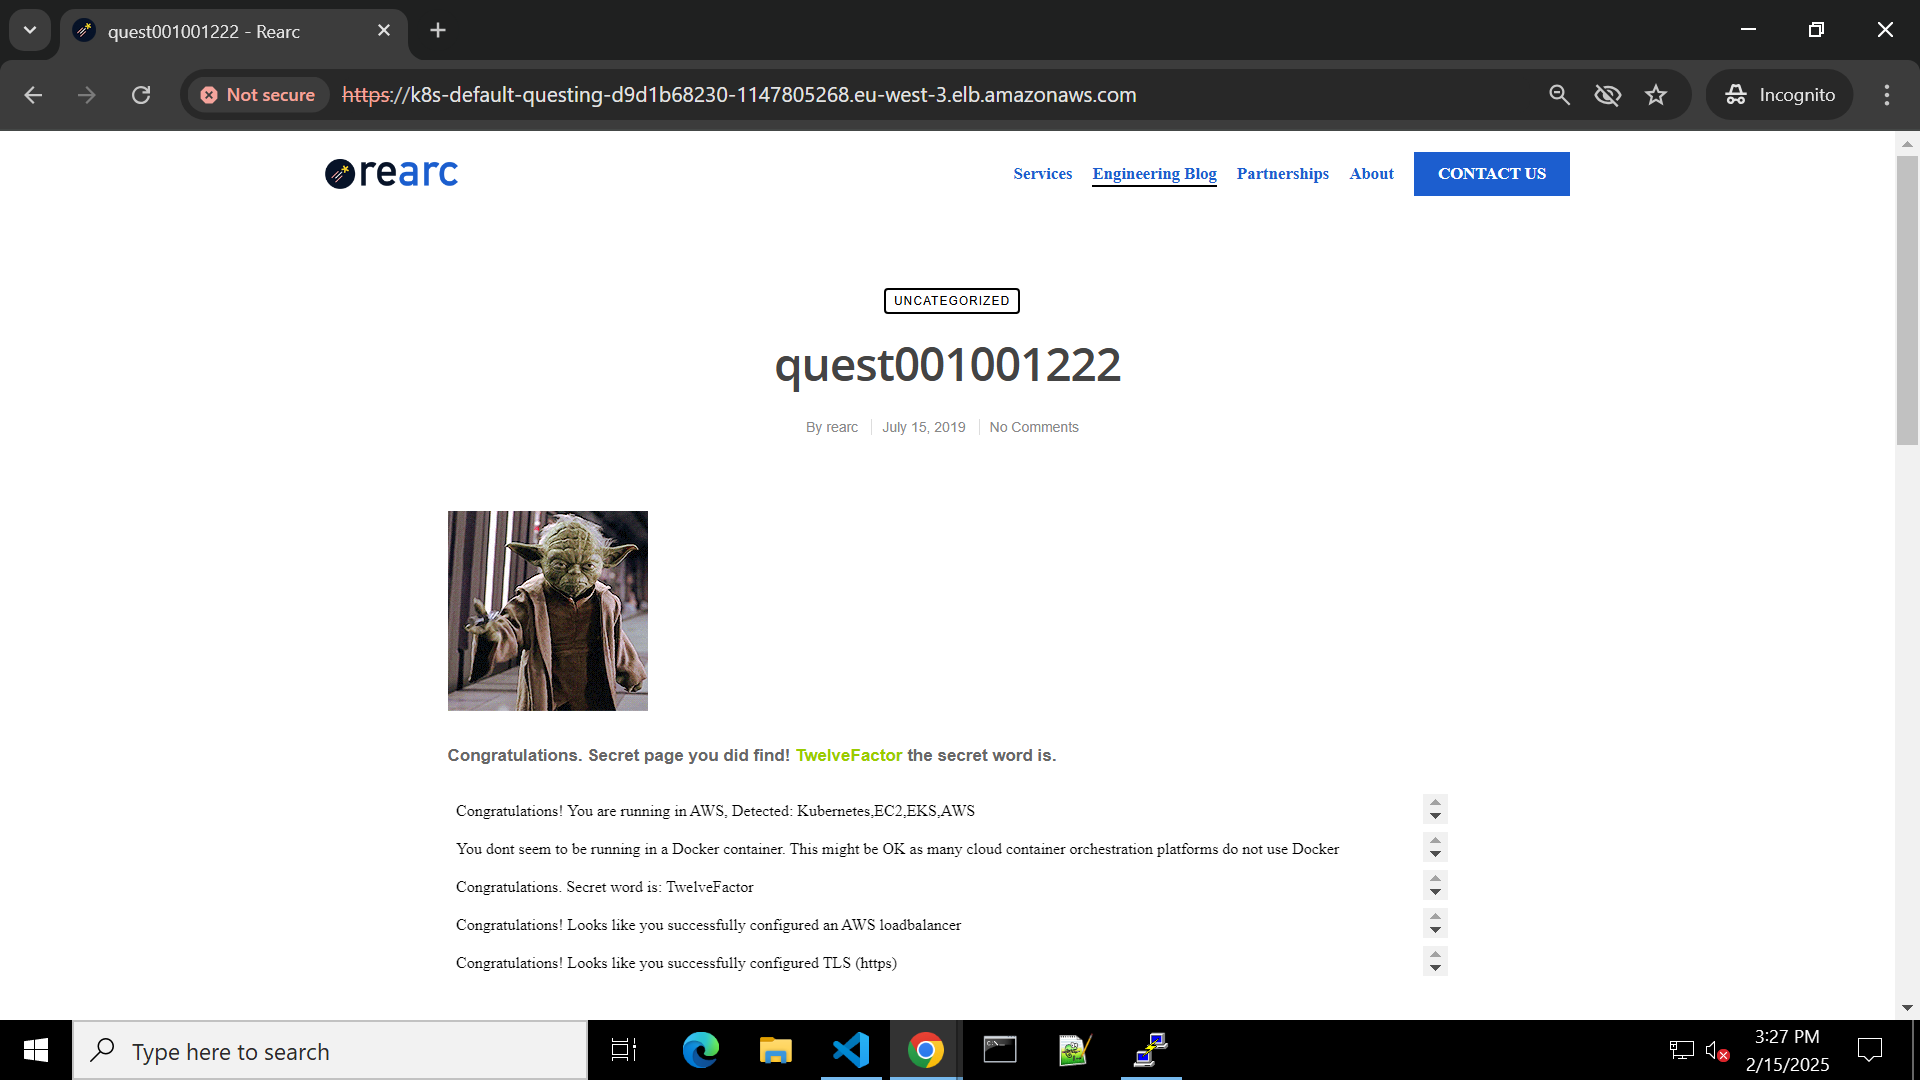 quest001001222 - Rearc
Not secure
https://k8s-default-questing-d9d1b68230-1147805268.eu-west-3.elb.amazonaws.com
Incognito
rearc
Services
Engineering Blog
Partnerships
About
CONTACT US
UNCATEGORIZED
quest001001222
By rearc
July 15, 2019
No Comments
Congratulations. Secret page you did find! TwelveFactor the secret word is.
Congratulations! You are running in AWS, Detected: Kubernetes,EC2,EKS,AWS
You dont seem to be running in a Docker container. This might be OK as many cloud container orchestration platforms do not use Docker
Congratulations. Secret word is: TwelveFactor
Congratulations! Looks like you successfully configured an AWS loadbalancer
Congratulations! Looks like you successfully configured TLS (https)
Type here to search
3:27 PM
2/15/2025